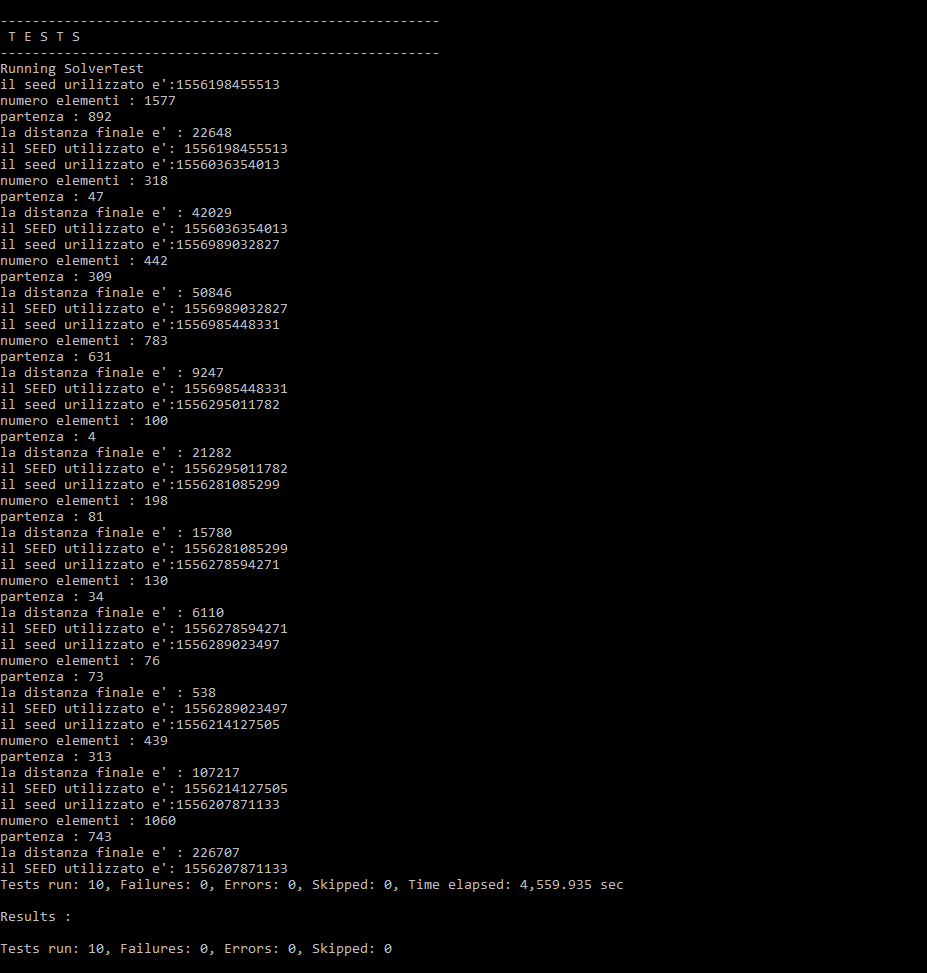 -------------------------------------------------------
 T E S T S
-------------------------------------------------------
Running SolverTest
il seed urilizzato e':1556198455513
numero elementi : 1577
partenza : 892
la distanza finale e' : 22648
il SEED utilizzato e': 1556198455513
il seed urilizzato e':1556036354013
numero elementi : 318
partenza : 47
la distanza finale e' : 42029
il SEED utilizzato e': 1556036354013
il seed urilizzato e':1556989032827
numero elementi : 442
partenza : 309
la distanza finale e' : 50846
il SEED utilizzato e': 1556989032827
il seed urilizzato e':1556985448331
numero elementi : 783
partenza : 631
la distanza finale e' : 9247
il SEED utilizzato e': 1556985448331
il seed urilizzato e':1556295011782
numero elementi : 100
partenza : 4
la distanza finale e' : 21282
il SEED utilizzato e': 1556295011782
il seed urilizzato e':1556281085299
numero elementi : 198
partenza : 81
la distanza finale e' : 15780
il SEED utilizzato e': 1556281085299
il seed urilizzato e':1556278594271
numero elementi : 130
partenza : 34
la distanza finale e' : 6110
il SEED utilizzato e': 1556278594271
il seed urilizzato e':1556289023497
numero elementi : 76
partenza : 73
la distanza finale e' : 538
il SEED utilizzato e': 1556289023497
il seed urilizzato e':1556214127505
numero elementi : 439
partenza : 313
la distanza finale e' : 107217
il SEED utilizzato e': 1556214127505
il seed urilizzato e':1556207871133
numero elementi : 1060
partenza : 743
la distanza finale e' : 226707
il SEED utilizzato e': 1556207871133
Tests run: 10, Failures: 0, Errors: 0, Skipped: 0, Time elapsed: 4,559.935 sec

Results :

Tests run: 10, Failures: 0, Errors: 0, Skipped: 0